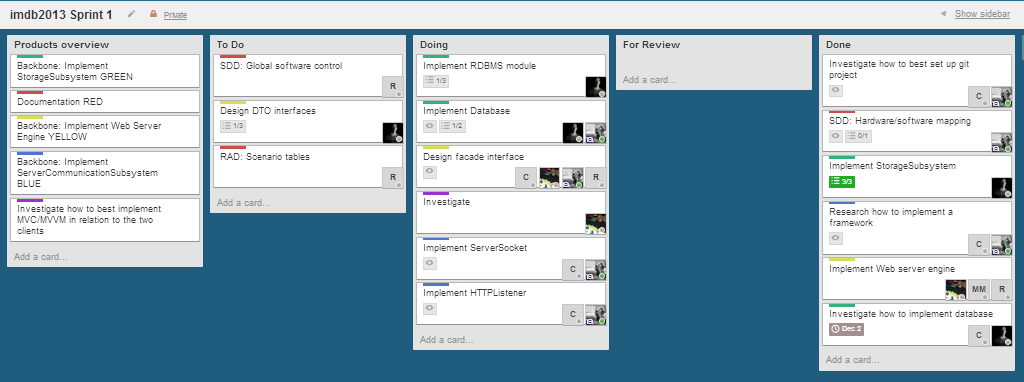 imdb2013 Sprint 1
Private
Show sidebar
Products overview
Backbone: Implement
StorageSubsystem GREEN
Documentation RED
Backbone: Implement Web Server
Engine YELLOW
Backbone: Implement
ServerCommunicationSubsystem
BLUE
Investigate how to best implement
MVC/MVVM in relation to the two
clients
Add a card...
To Do
SDD: Global software control
R
Design DTO interfaces
1/3
RAD: Scenario tables
R
Add a card...
Doing
Implement RDBMS module
1/3
Implement Database
1/2
Design facade interface
C
R
Investigate
Implement ServerSocket
C
Implement HTTPListener
C
Add a card...
For Review
Add a card...
Done
Investigate how to best set up git
project
C
SDD: Hardware/software mapping
0/1
Implement StorageSubsystem
3/3
Research how to implement a
framework
C
Implement Web server engine
MM
R
Investigate how to implement database
Dec 2
C
Add a card...